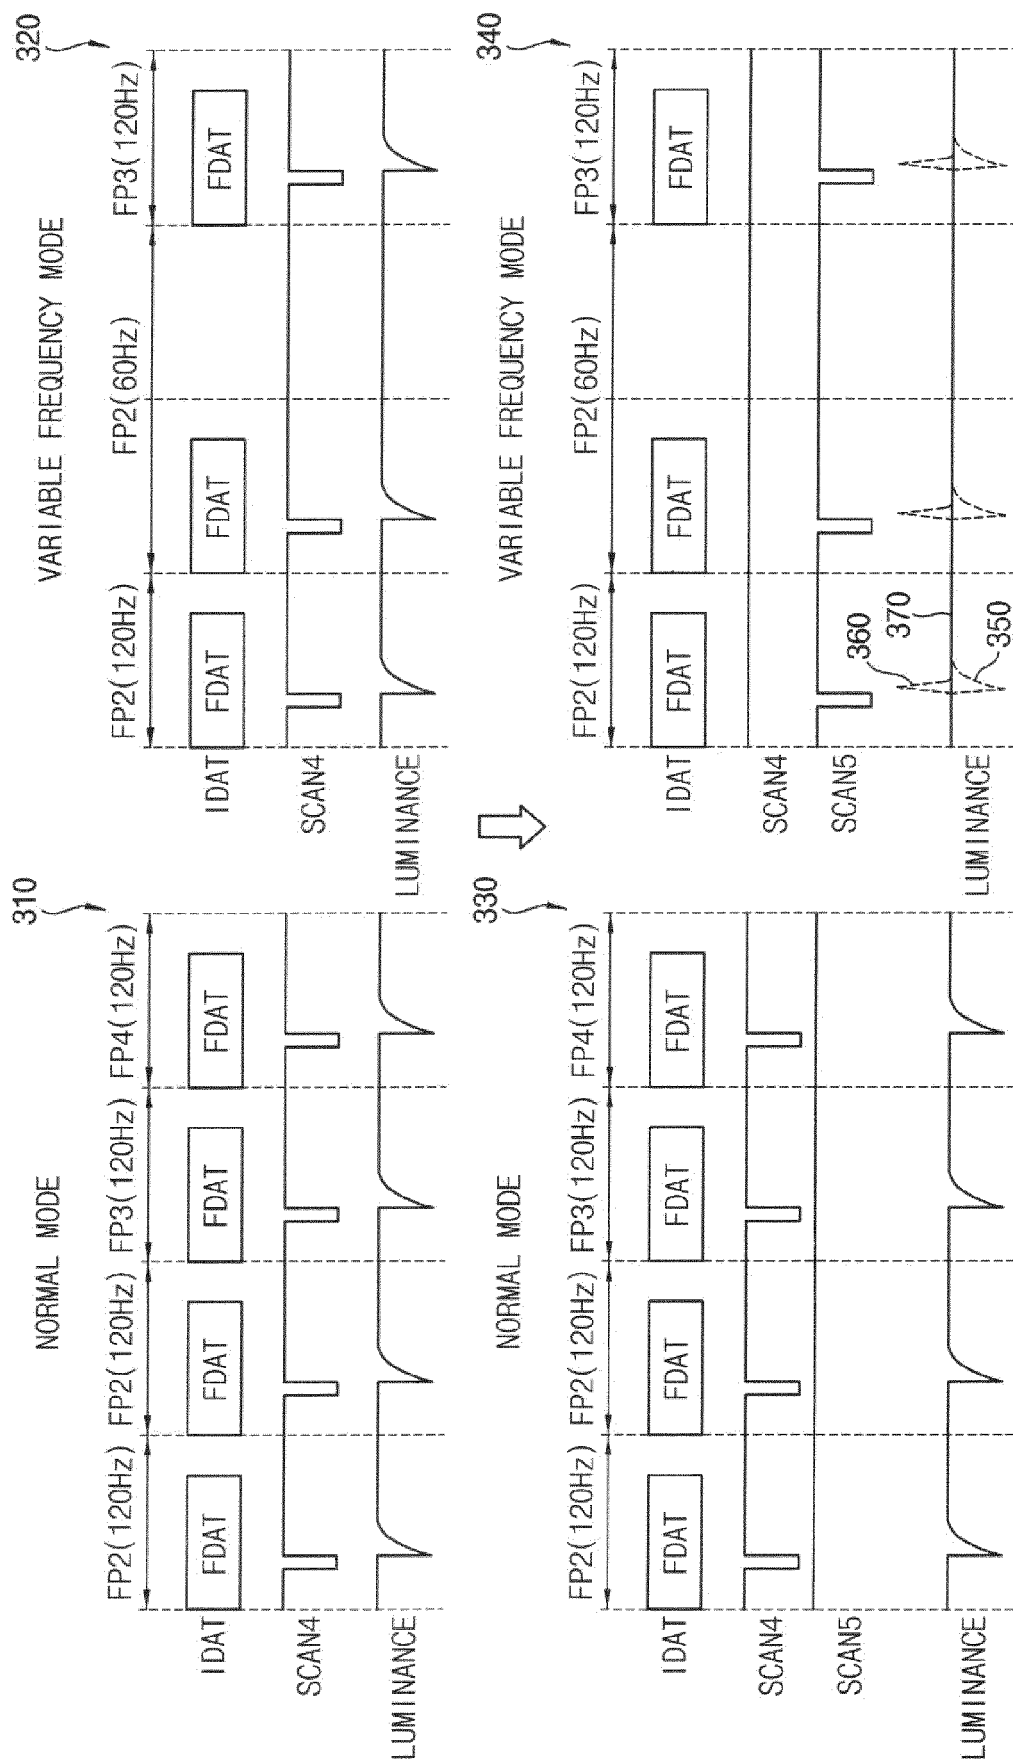 310
NORMAL MODE
FP2(120Hz) FP2(120Hz) FP3(120Hz) FP4(120Hz)
IDAT FDAT FDAT FDAT FDAT
SCAN4
LUMINANCE
320
VARIABLE FREQUENCY MODE
FP2(120Hz) FP2(60Hz) FP3(120Hz)
IDAT FDAT FDAT FDAT
SCAN4
LUMINANCE
330
NORMAL MODE
FP2(120Hz) FP2(120Hz) FP3(120Hz) FP4(120Hz)
IDAT FDAT FDAT FDAT FDAT
SCAN4
SCAN5
LUMINANCE
340
VARIABLE FREQUENCY MODE
FP2(120Hz) FP2(60Hz) FP3(120Hz)
IDAT FDAT FDAT FDAT
SCAN4
SCAN5
360
370
350
LUMINANCE